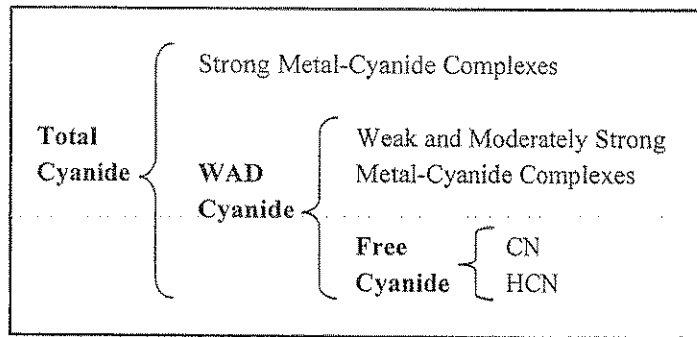 Strong Metal-Cyanide Complexes
Total
Cyanide
WAD
Cyanide
Weak and Moderately Strong
Metal-Cyanide Complexes
Free
Cyanide
CN
HCN